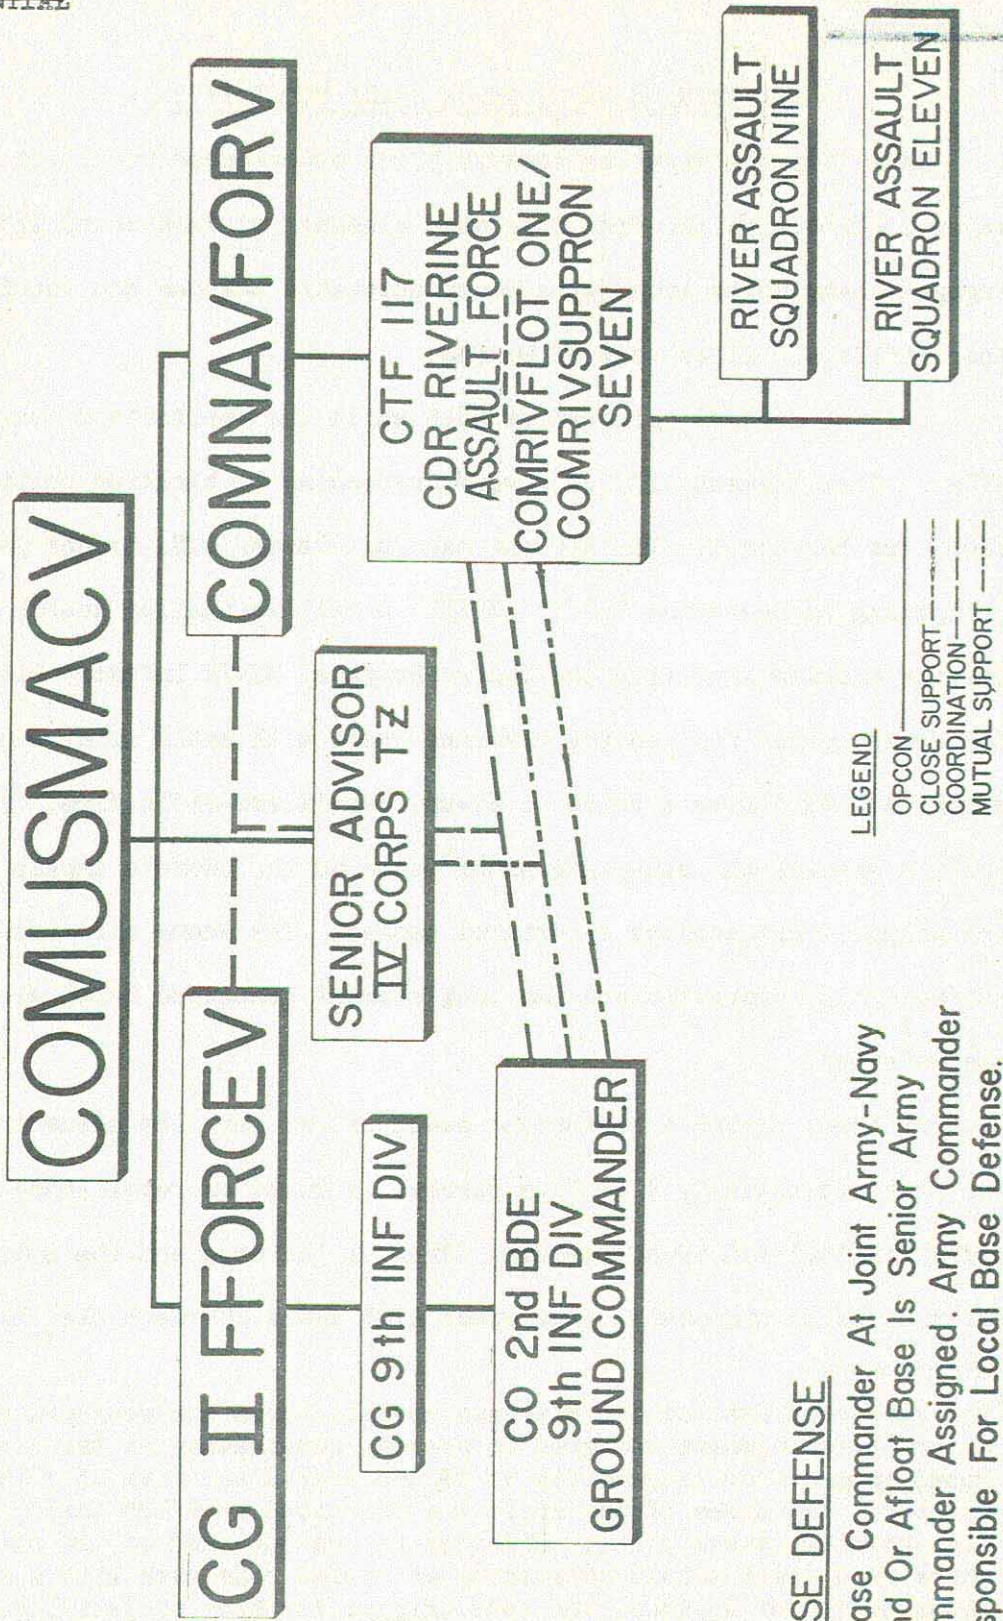 COMUSMACV
CG II FFORCEV
COMNAVFORV
SENIOR ADVISOR
IV CORPS TZ
CG 9th INF DIV
CTF 117
CDR RIVERINE
ASSAULT FORCE
COMRIVFLOT ONE/
COMRIVSUPPRON
SEVEN
CO 2nd BDE
9th INF DIV
GROUND COMMANDER
RIVER ASSAULT
SQUADRON NINE
RIVER ASSAULT
SQUADRON ELEVEN
LEGEND
OPCON
CLOSE SUPPORT
COORDINATION
MUTUAL SUPPORT
SE DEFENSE
ase Commander At Joint Army-Navy
d Or Afloat Base Is Senior Army
mmander Assigned Army Commander
sponsible For Local Base Defense.